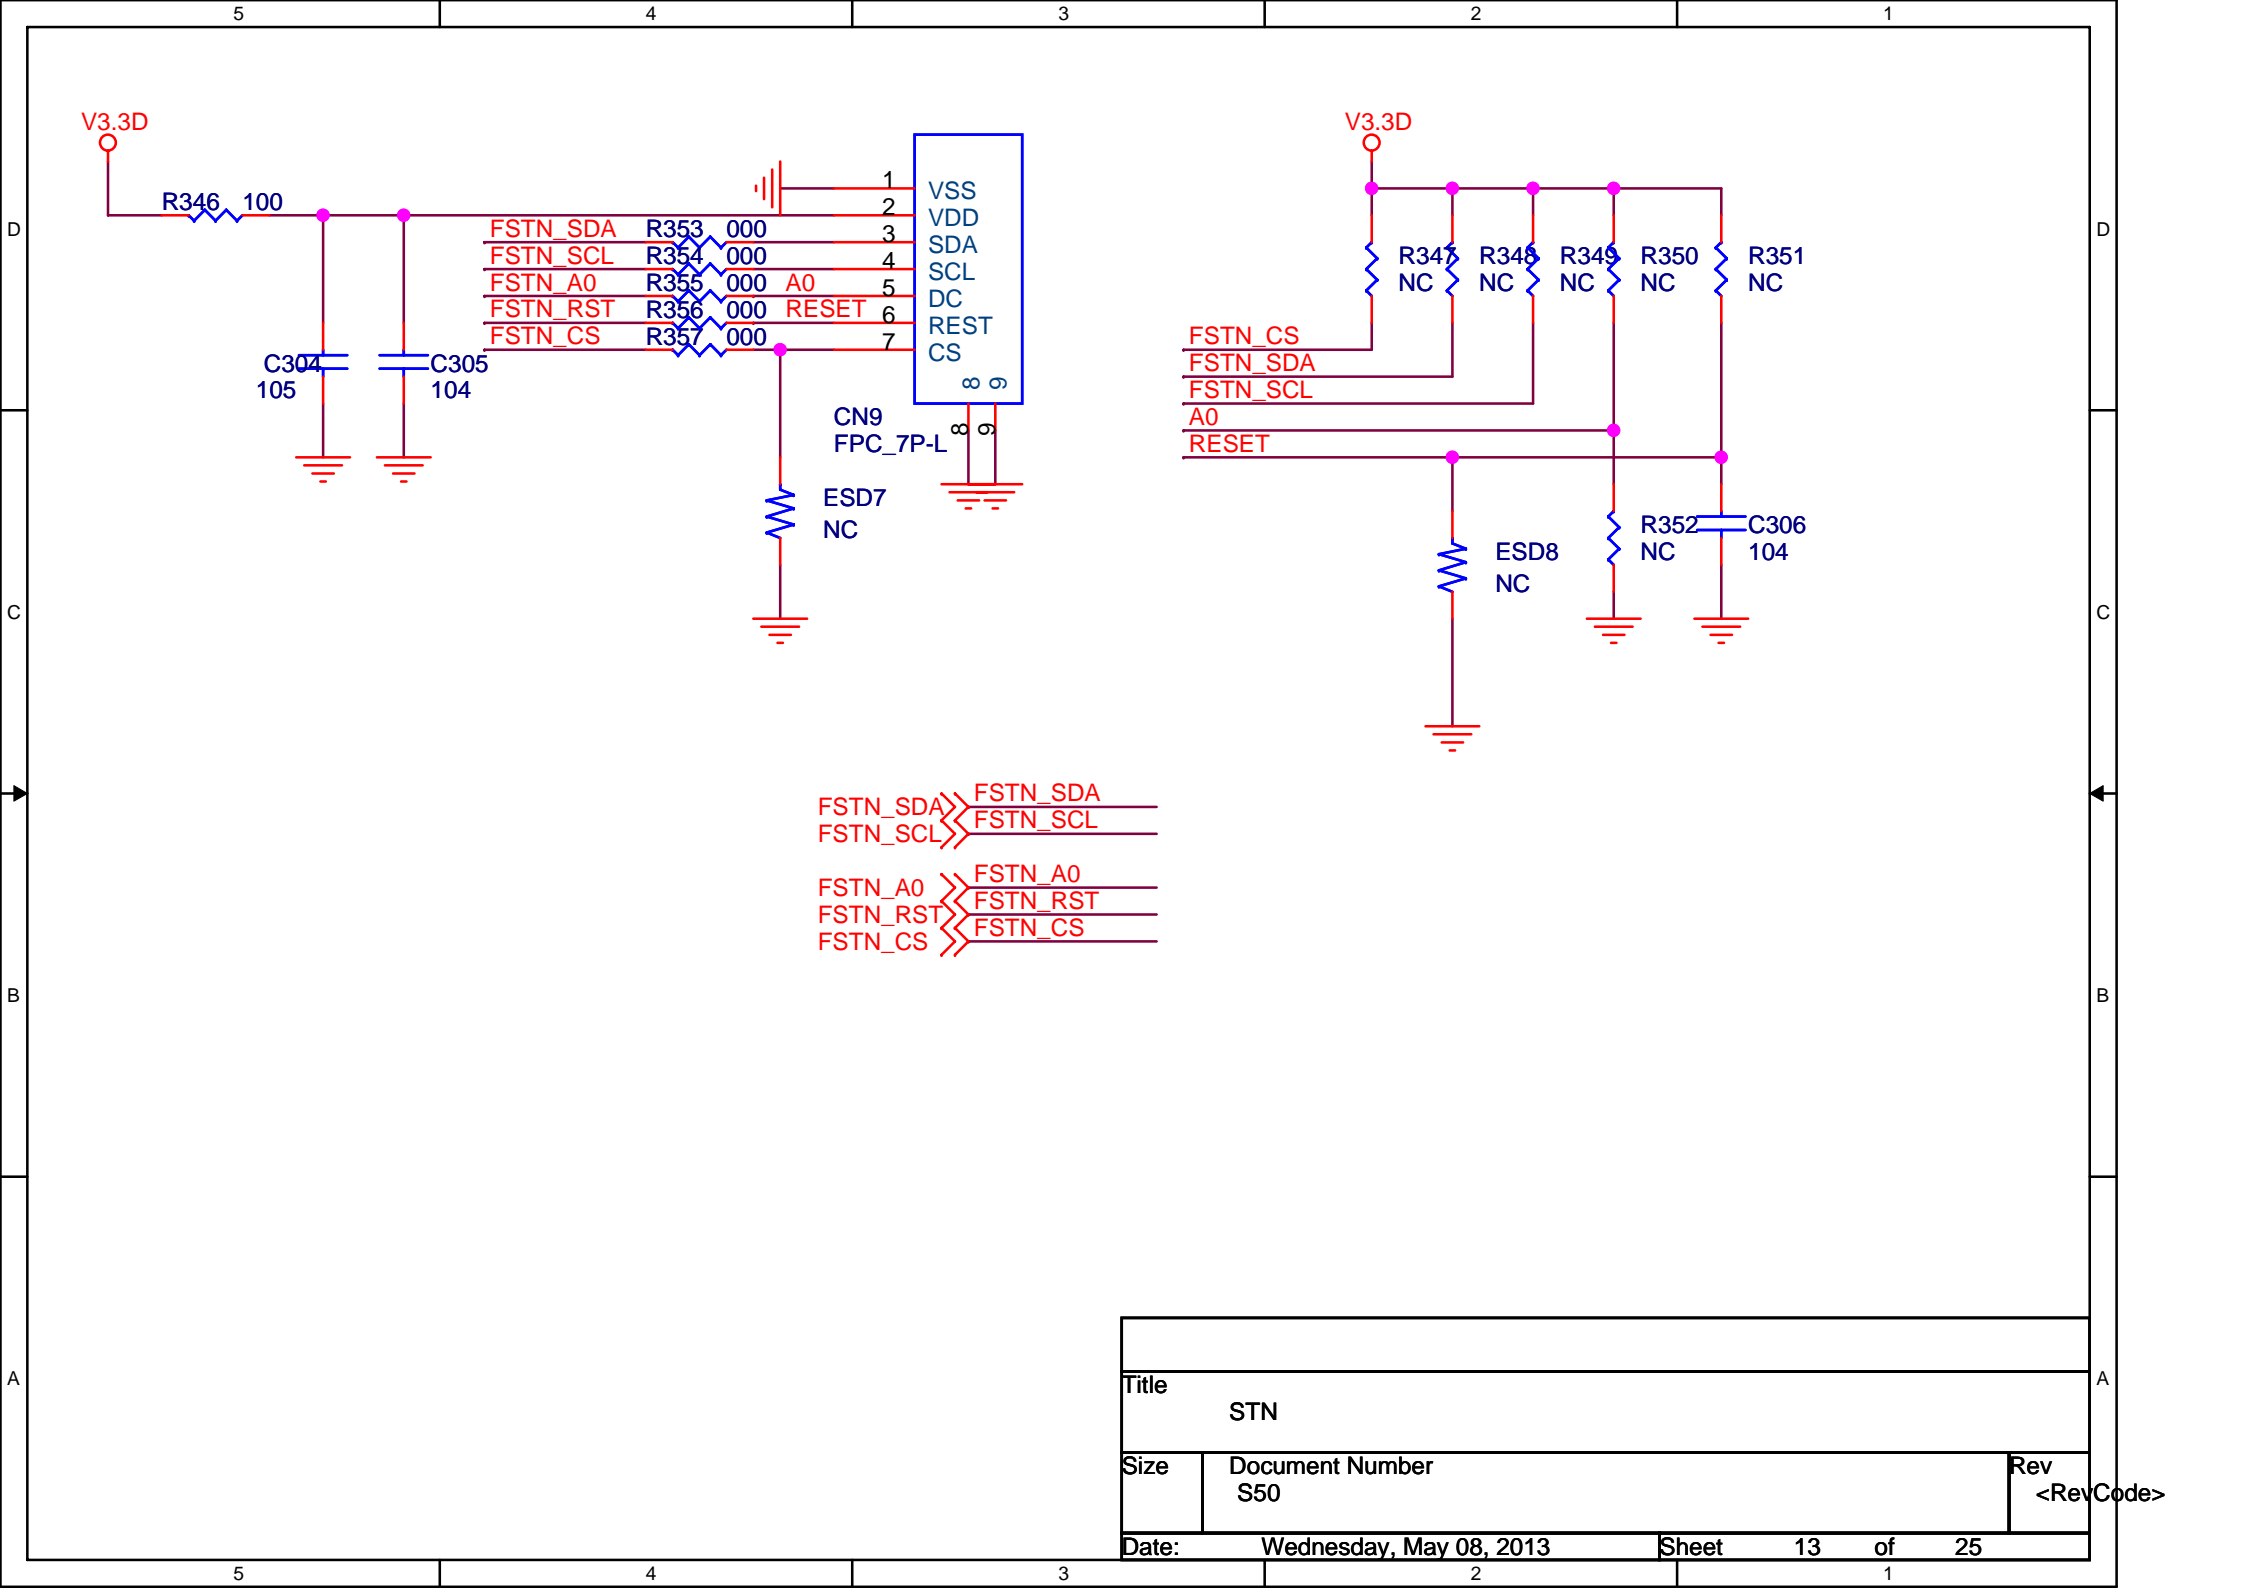 5 4 3 2 1
D
D
C
C
B
B
A
A
V3.3D
R346 100
C304
105
C305
104
FSTN_SDA R353 000
FSTN_SCL R354 000
FSTN_A0 R355 000 A0
FSTN_RST R356 000 RESET
FSTN_CS R357 000
1 VSS
2 VDD
3 SDA
4 SCL
5 DC
6 REST
7 CS
8 9
8 9
CN9
FPC_7P-L
ESD7
NC
V3.3D
R347 R348 R349 R350 R351
NC NC NC NC NC
FSTN_CS
FSTN_SDA
FSTN_SCL
A0
RESET
ESD8
NC
R352
NC
C306
104
FSTN_SDA FSTN_SDA
FSTN_SCL FSTN_SCL
FSTN_A0 FSTN_A0
FSTN_RST FSTN_RST
FSTN_CS FSTN_CS
Title
STN
Size Document Number Rev
S50 <RevCode>
Date: Wednesday, May 08, 2013 Sheet 13 of 25
5 4 3 2 1